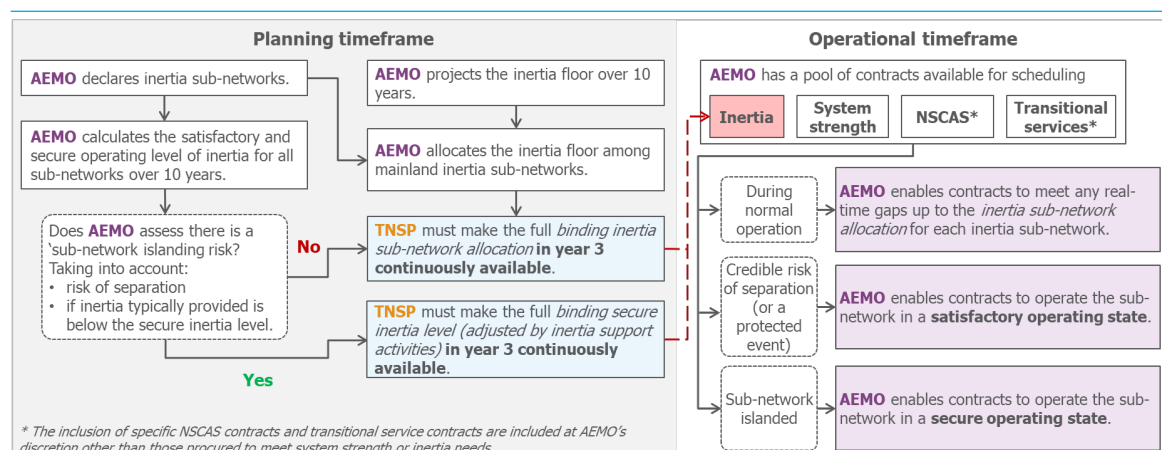 Planning timeframe
AEMO declares inertia sub-networks.
AEMO calculates the satisfactory and
secure operating level of inertia for all
sub-networks over 10 years.
Does AEMO assess there is a
‘sub-network islanding risk?
Taking into account:
• risk of separation
• if inertia typically provided is
below the secure inertia level.
No
Yes
AEMO projects the inertia floor over 10
years.
AEMO allocates the inertia floor among
mainland inertia sub-networks.
TNSP must make the full binding inertia
sub-network allocation in year 3
continuously available.
TNSP must make the full binding secure
inertia level (adjusted by inertia support
activities) in year 3 continuously
available.
* The inclusion of specific NSCAS contracts and transitional service contracts are included at AEMO’s
discretion other than those procured to meet system strength or inertia needs
Operational timeframe
AEMO has a pool of contracts available for scheduling
Inertia
System
strength
NSCAS*
Transitional
services*
During
normal
operation
AEMO enables contracts to meet any real-
time gaps up to the inertia sub-network
allocation for each inertia sub-network.
Credible risk
of separation
(or a
protected
event)
AEMO enables contracts to operate the sub-
network in a satisfactory operating state.
Sub-network
islanded
AEMO enables contracts to operate the sub-
network in a secure operating state.